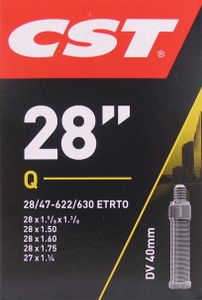 CST®
28"
Q
28/47-622/630 ETRTO
28 x 1.⁵/₈ x 1.³/₈
28 x 1.50
28 x 1.60
28 x 1.75
27 x 1.¼
DV 40mm